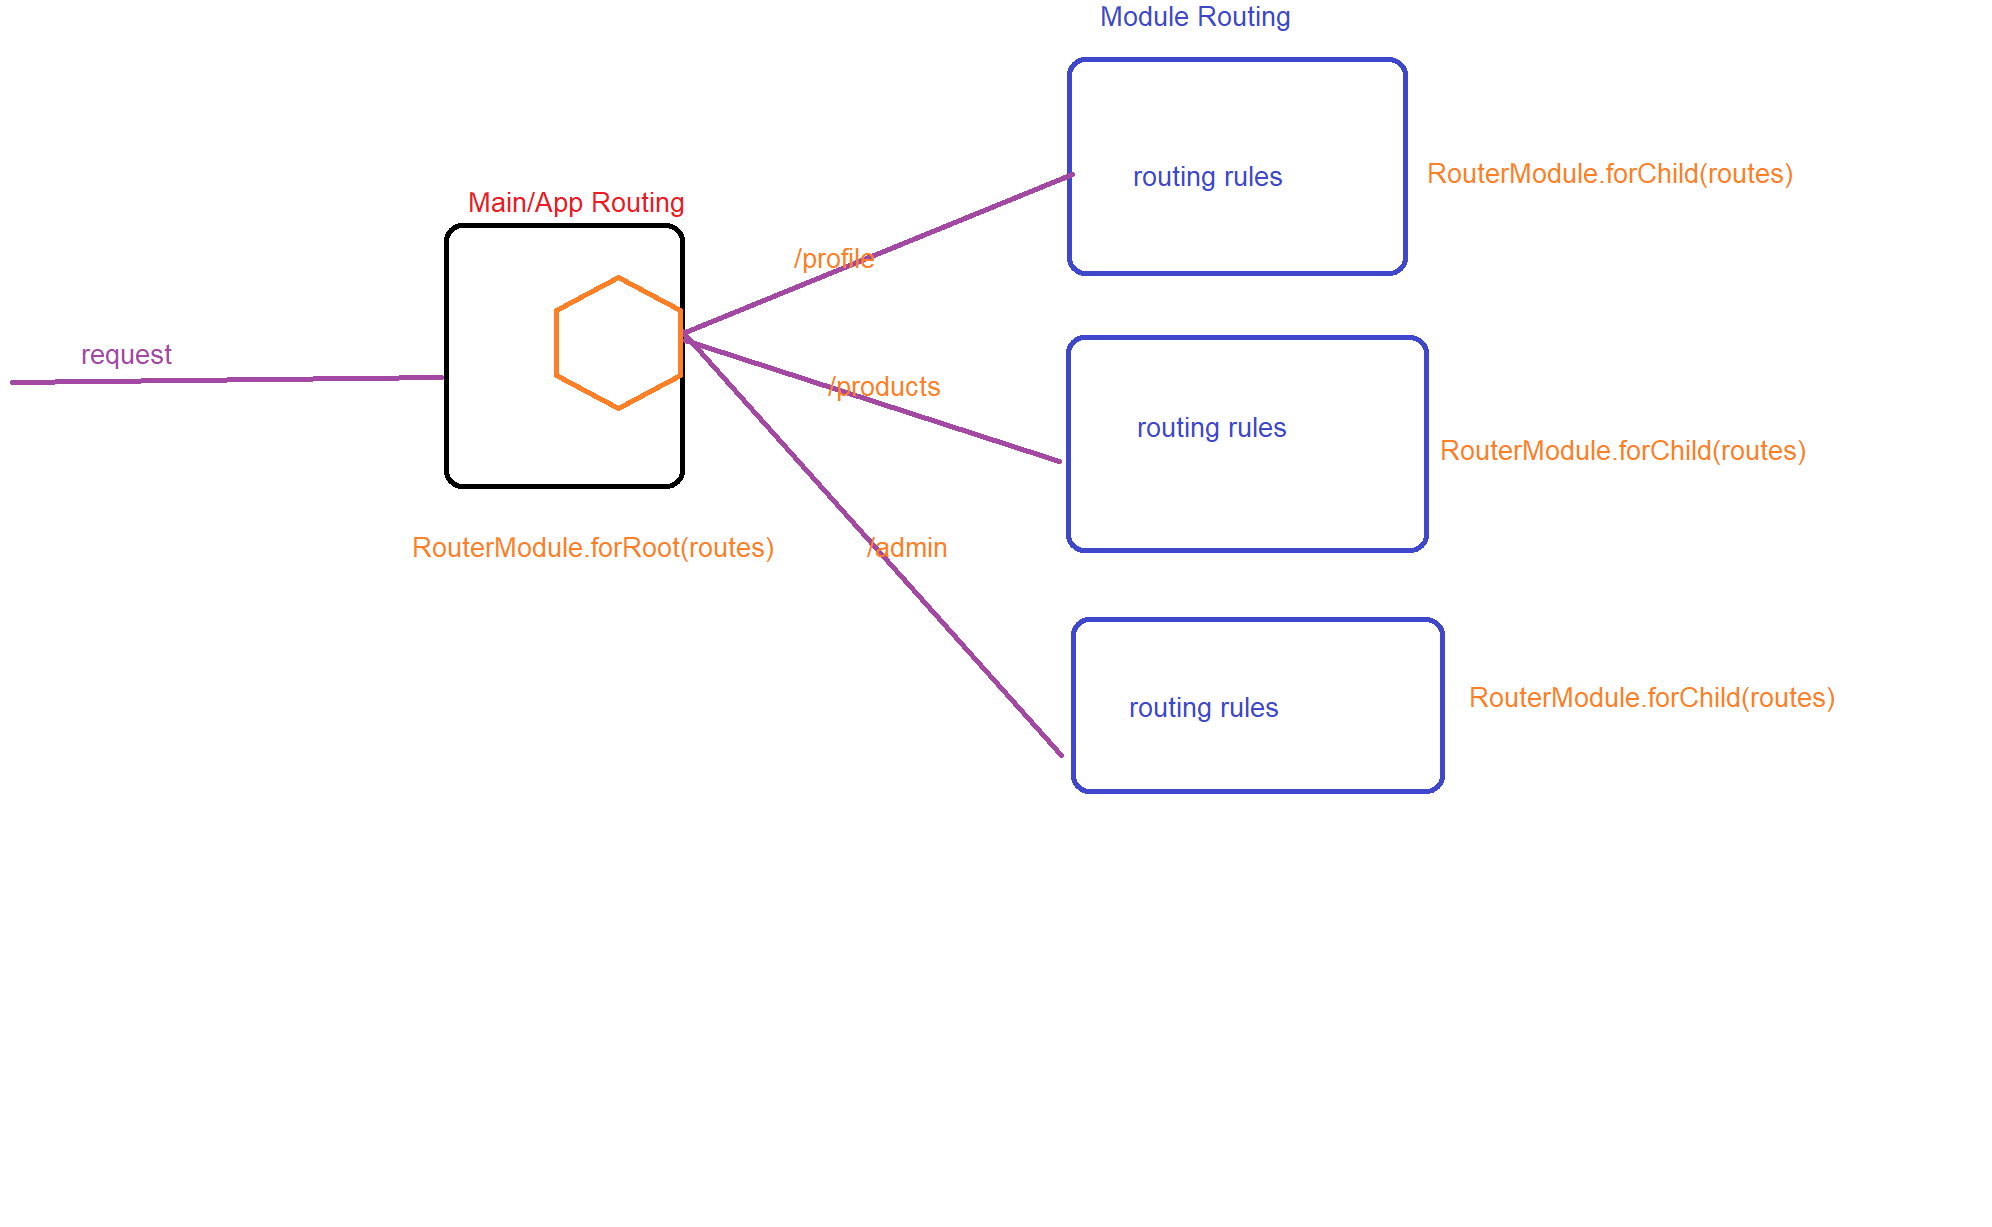 Module Routing
routing rules
RouterModule.forChild(routes)
Main/App Routing
/profile
request
/products
routing rules
RouterModule.forChild(routes)
RouterModule.forRoot(routes)
/admin
routing rules
RouterModule.forChild(routes)